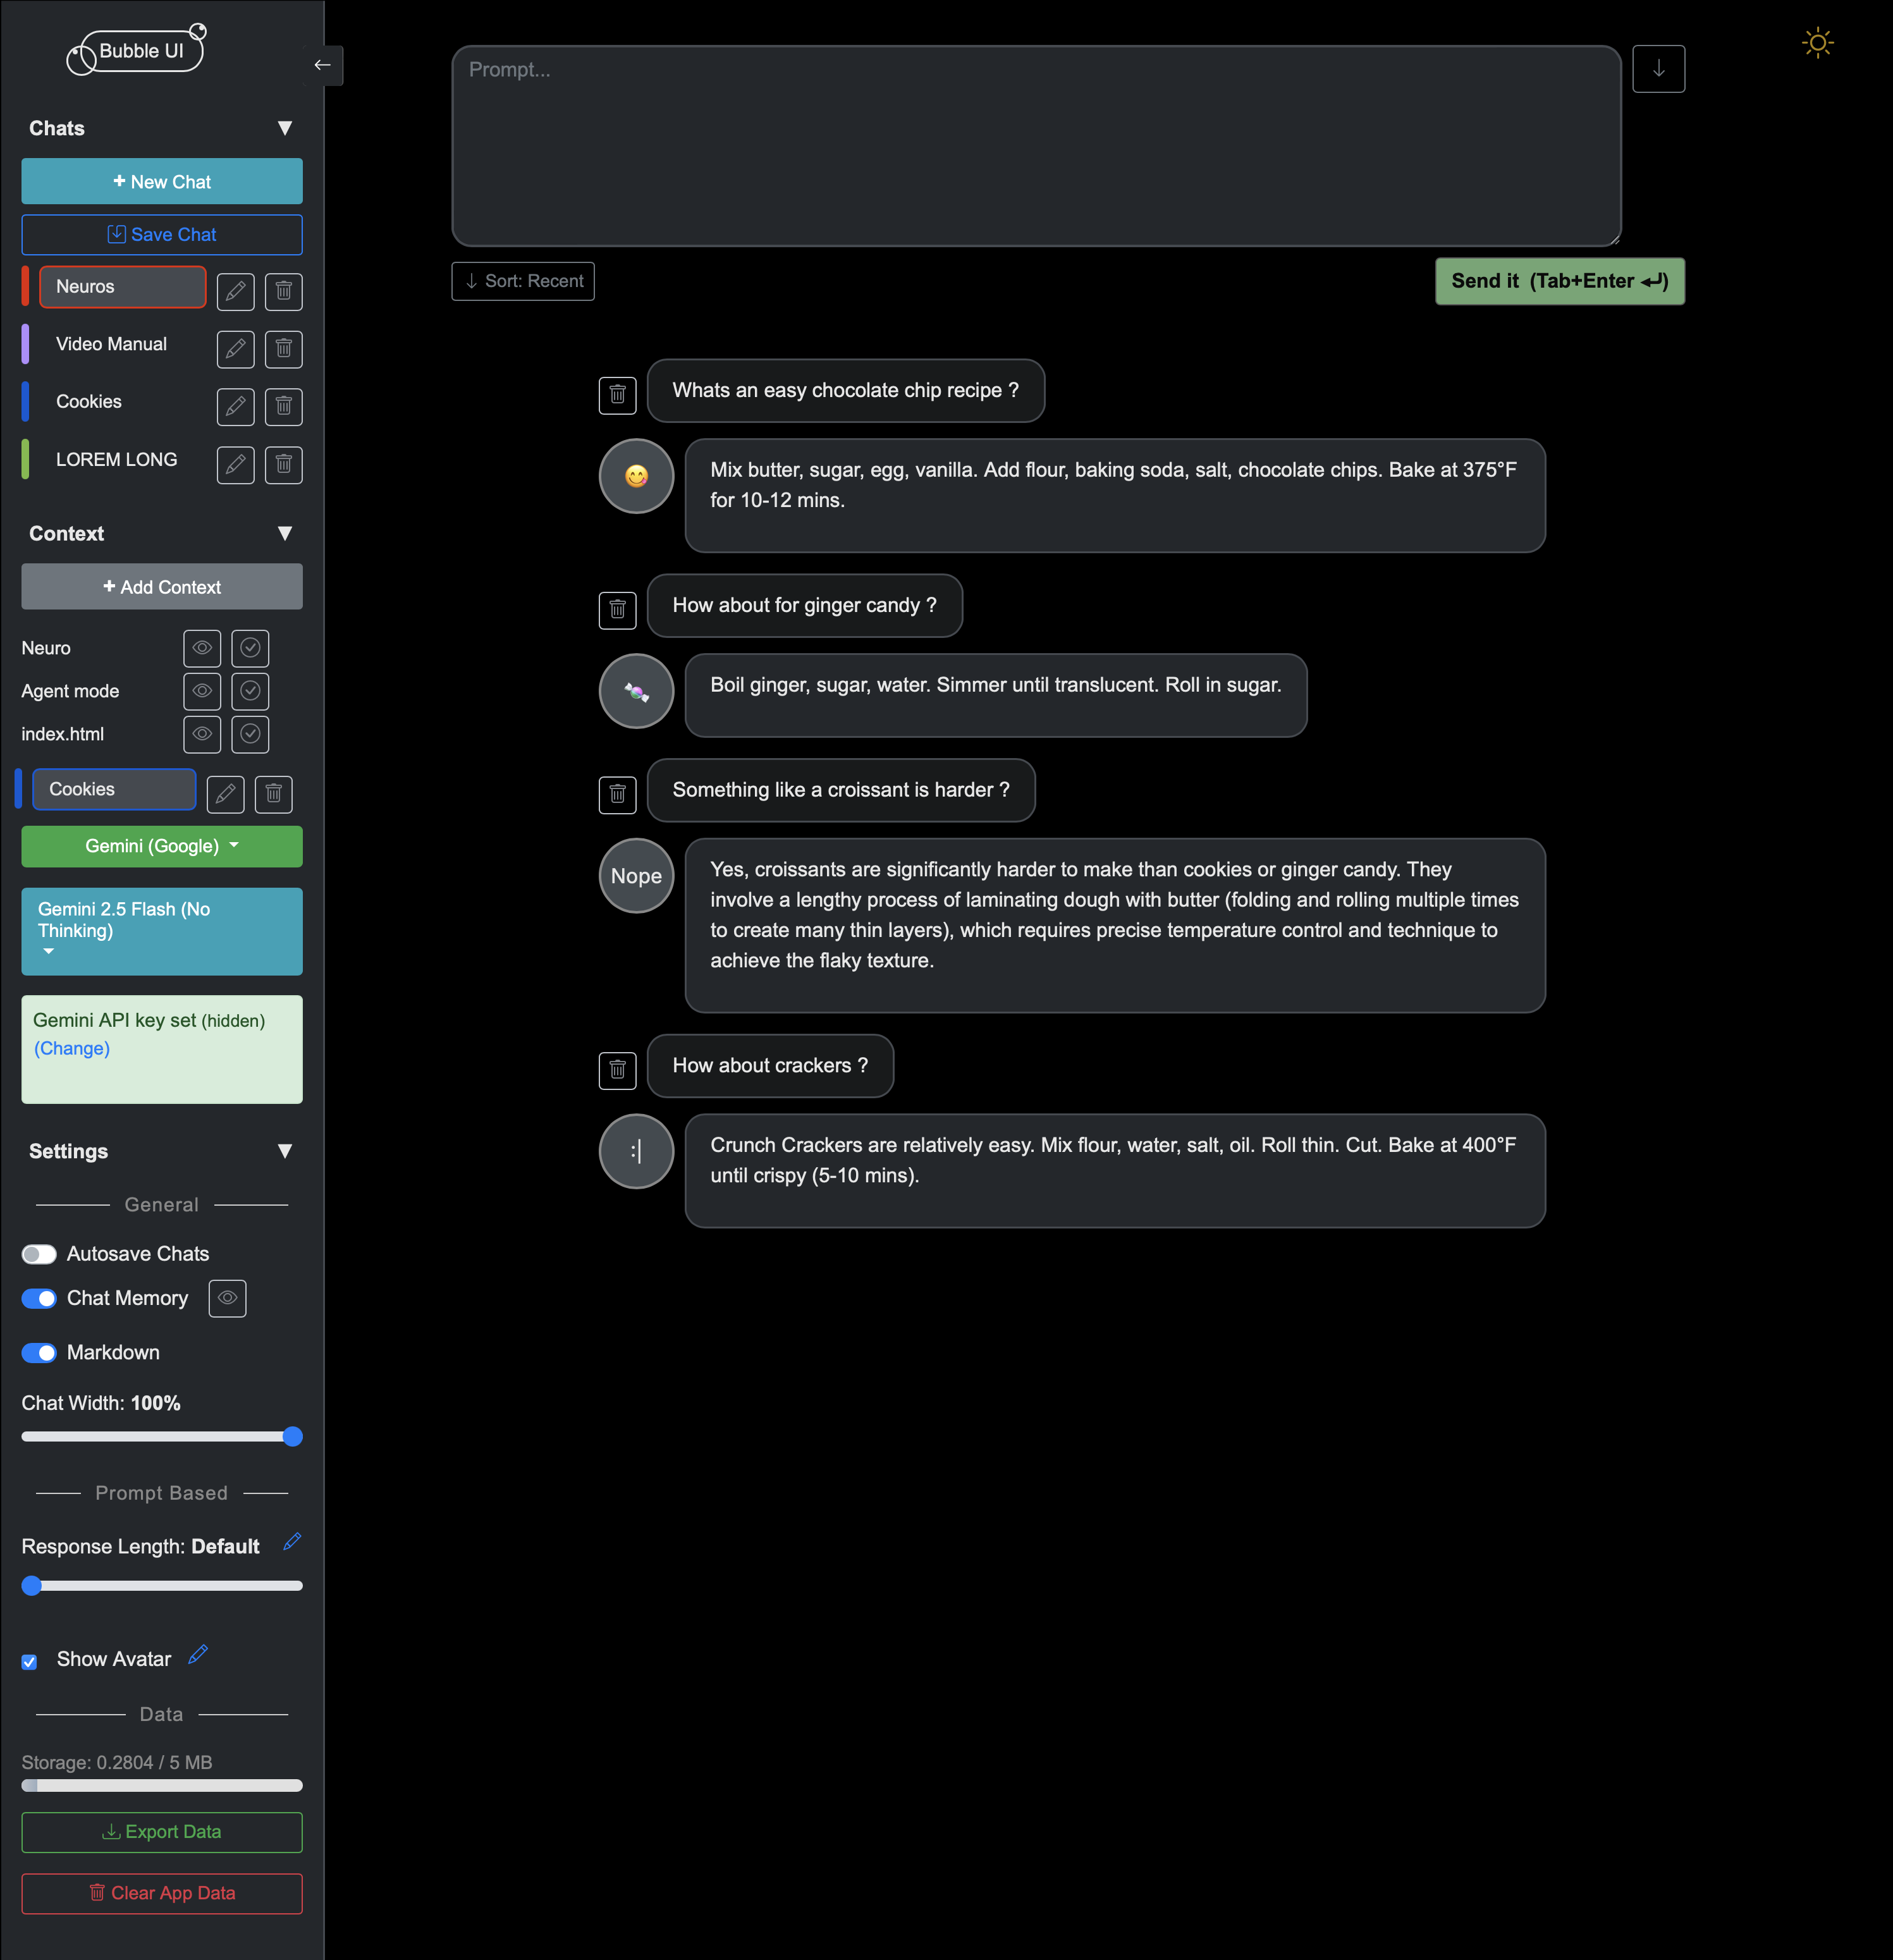 Bubble UI
Chats ▼
+ New Chat
Save Chat
Neuros
Video Manual
Cookies
LOREM LONG
Context ▼
+ Add Context
Neuro
Agent mode
index.html
Cookies
Gemini (Google)
Gemini 2.5 Flash (No
Thinking)
Gemini API key set (hidden)
(Change)
Settings ▼
General
Autosave Chats
Chat Memory
Markdown
Chat Width: 100%
Prompt Based
Response Length: Default
Show Avatar
Data
Storage: 0.2804 / 5 MB
Export Data
Clear App Data
Prompt...
↓ Sort: Recent
Send it (Tab+Enter ↵)
Whats an easy chocolate chip recipe ?
😋
Mix butter, sugar, egg, vanilla. Add flour, baking soda, salt, chocolate chips. Bake at 375°F
for 10-12 mins.
How about for ginger candy ?
🍬
Boil ginger, sugar, water. Simmer until translucent. Roll in sugar.
Something like a croissant is harder ?
Nope
Yes, croissants are significantly harder to make than cookies or ginger candy. They
involve a lengthy process of laminating dough with butter (folding and rolling multiple times
to create many thin layers), which requires precise temperature control and technique to
achieve the flaky texture.
How about crackers ?
:|
Crunch Crackers are relatively easy. Mix flour, water, salt, oil. Roll thin. Cut. Bake at 400°F
until crispy (5-10 mins).